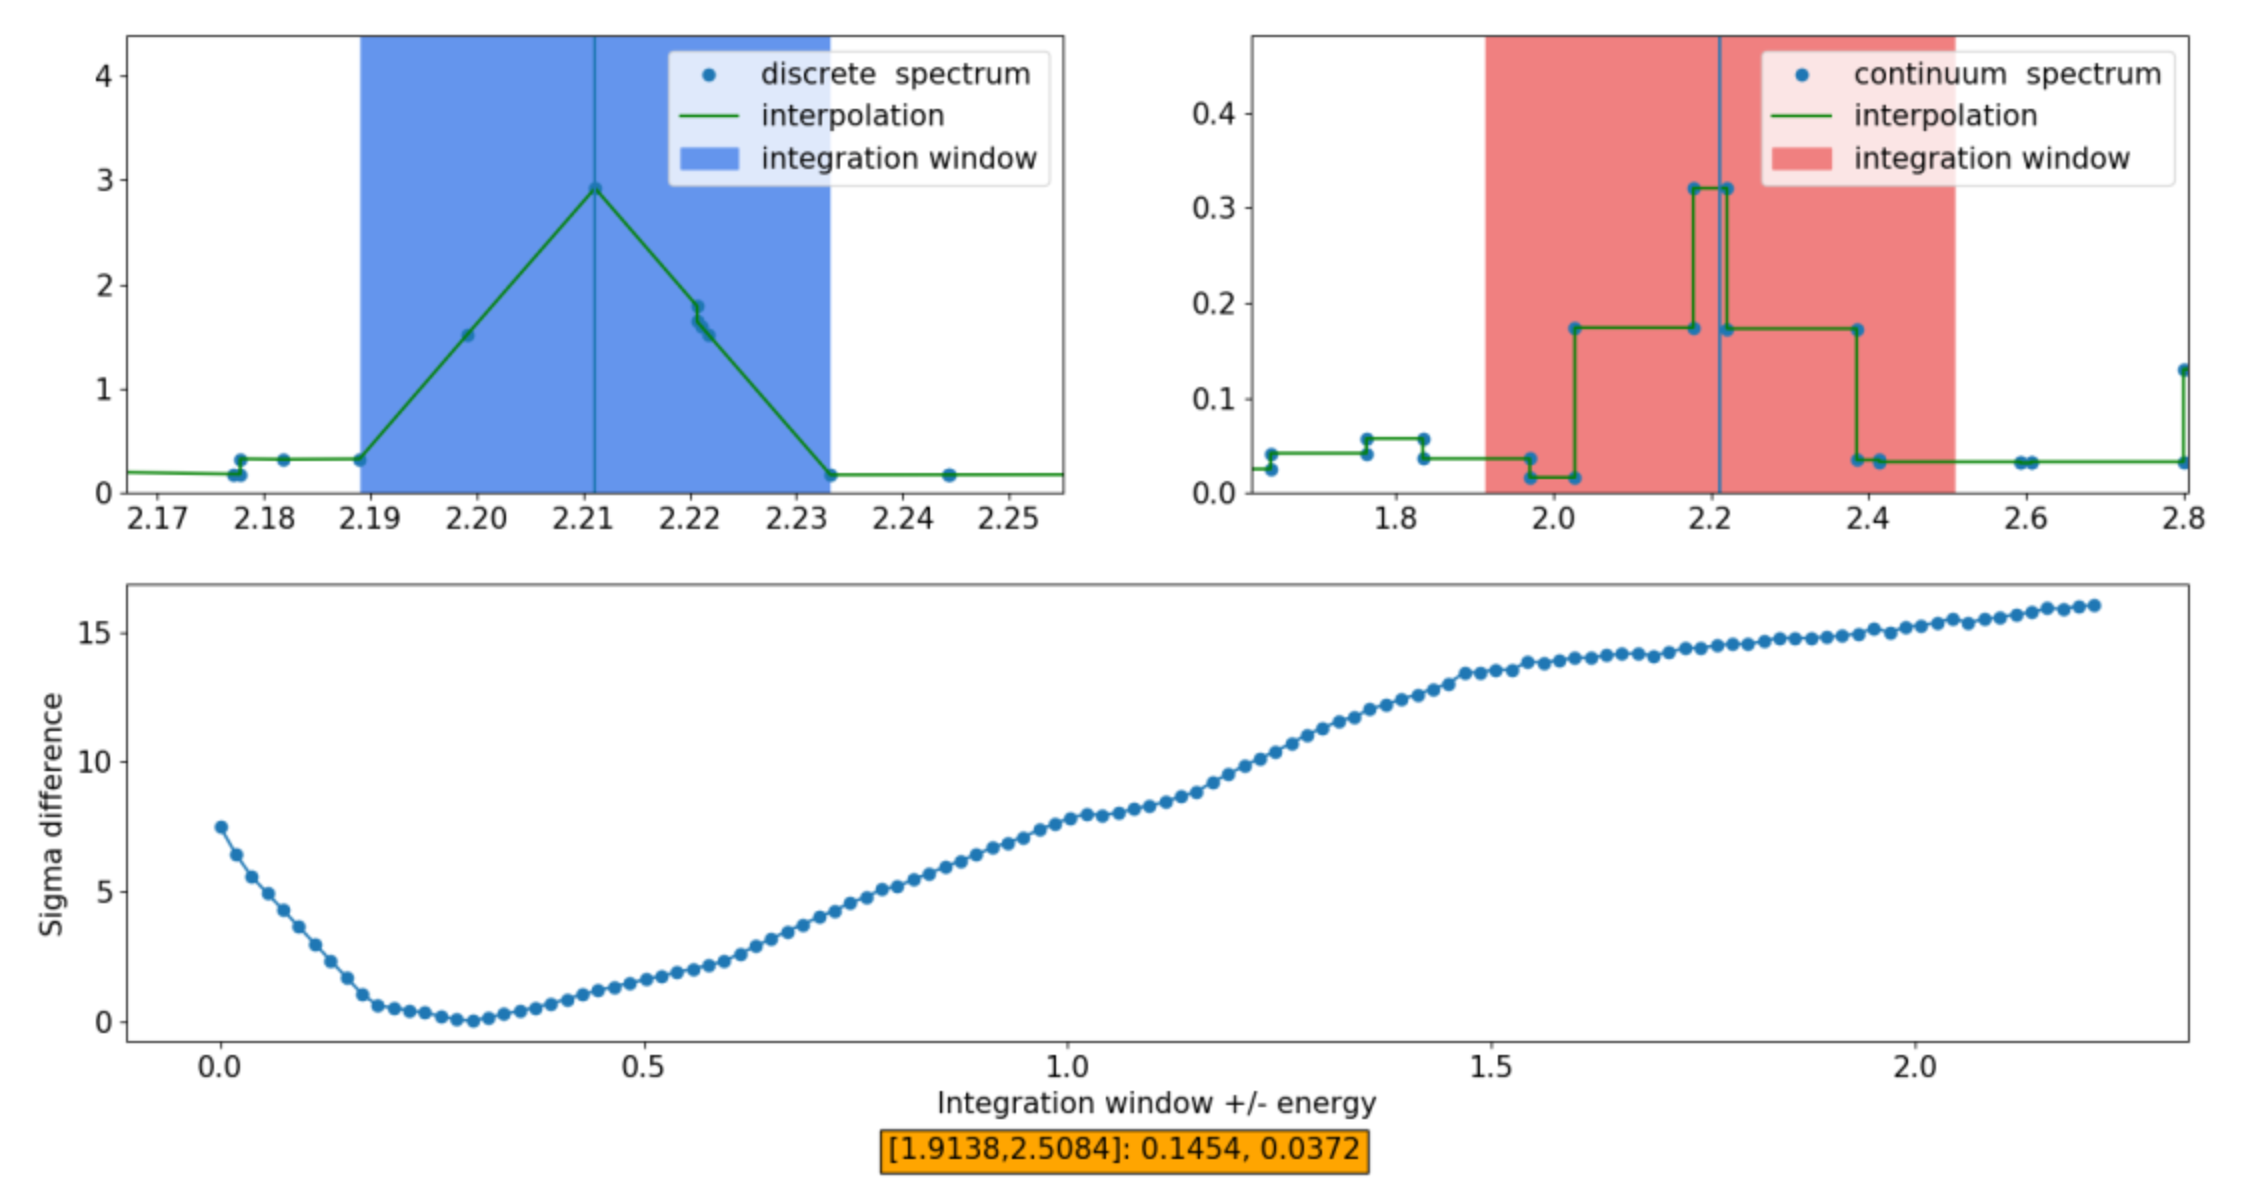 4
3
2
1
0
discrete spectrum
interpolation
integration window
2.17 2.18 2.19 2.20 2.21 2.22 2.23 2.24 2.25
0.4
0.3
0.2
0.1
0.0
continuum spectrum
interpolation
integration window
1.8 2.0 2.2 2.4 2.6 2.8
Sigma difference
15
10
5
0
0.0 0.5 1.0 1.5 2.0
Integration window +/- energy
[1.9138,2.5084]: 0.1454, 0.0372